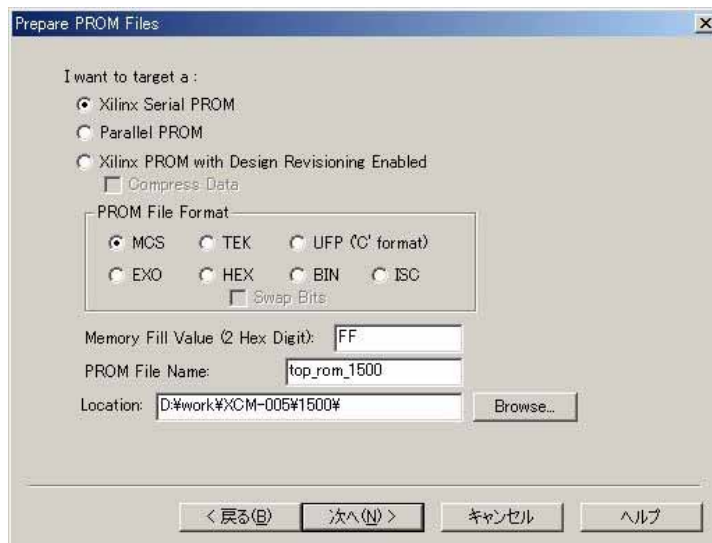 Prepare PROM Files
I want to target a :
Xilinx Serial PROM
Parallel PROM
Xilinx PROM with Design Revisioning Enabled
Compress Data
PROM File Format
MCS TEK UFP ('C' format)
EXO HEX BIN ISC
Swap Bits
Memory Fill Value (2 Hex Digit): FF
PROM File Name: top_rom_1500
Location: D:¥work¥XCM-005¥1500¥ Browse...
< 戻る(B) 次へ(N) > キャンセル ヘルプ